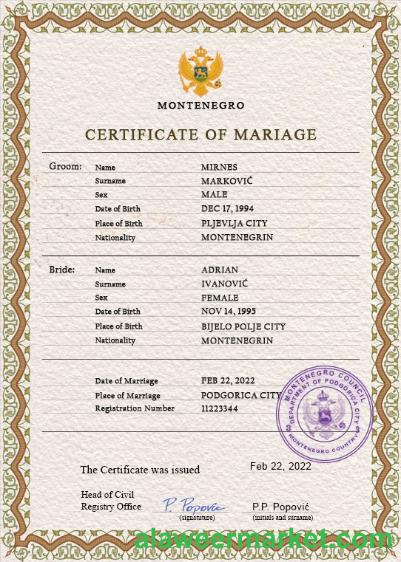 MONTENEGRO
CERTIFICATE OF MARIAGE
Groom: Name MIRNES
Surname MARKOVIĆ
Sex MALE
Date of Birth DEC 17, 1994
Place of Birth PLJEVLJA CITY
Nationality MONTENEGRIN
Bride: Name ADRIAN
Surname IVANOVIĆ
Sex FEMALE
Date of Birth NOV 14, 1995
Place of Birth BIJELO POLJE CITY
Nationality MONTENEGRIN
Date of Marriage FEB 22, 2022
Place of Marriage PODGORICA CITY
Registration Number 11223344
MONTENEGRO COUNCIL
DEPARTMENT OF PODGORICA CITY
MONTENEGRO COUNTRY
The Certificate was issued Feb 22, 2022
Head of Civil
Registry Office P. Popović P.P. Popović
(signature) (initials and surname)
alaweermarket.com